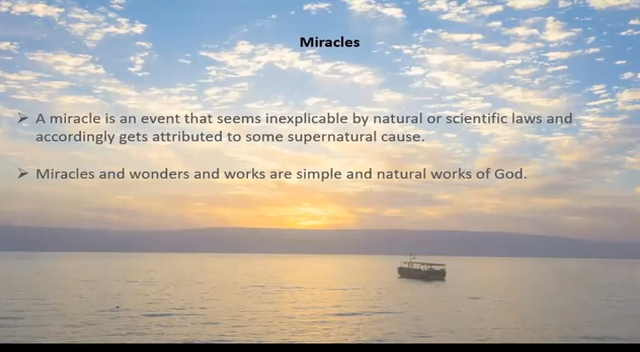 Miracles
➢ A miracle is an event that seems inexplicable by natural or scientific laws and
accordingly gets attributed to some supernatural cause.
➢ Miracles and wonders and works are simple and natural works of God.